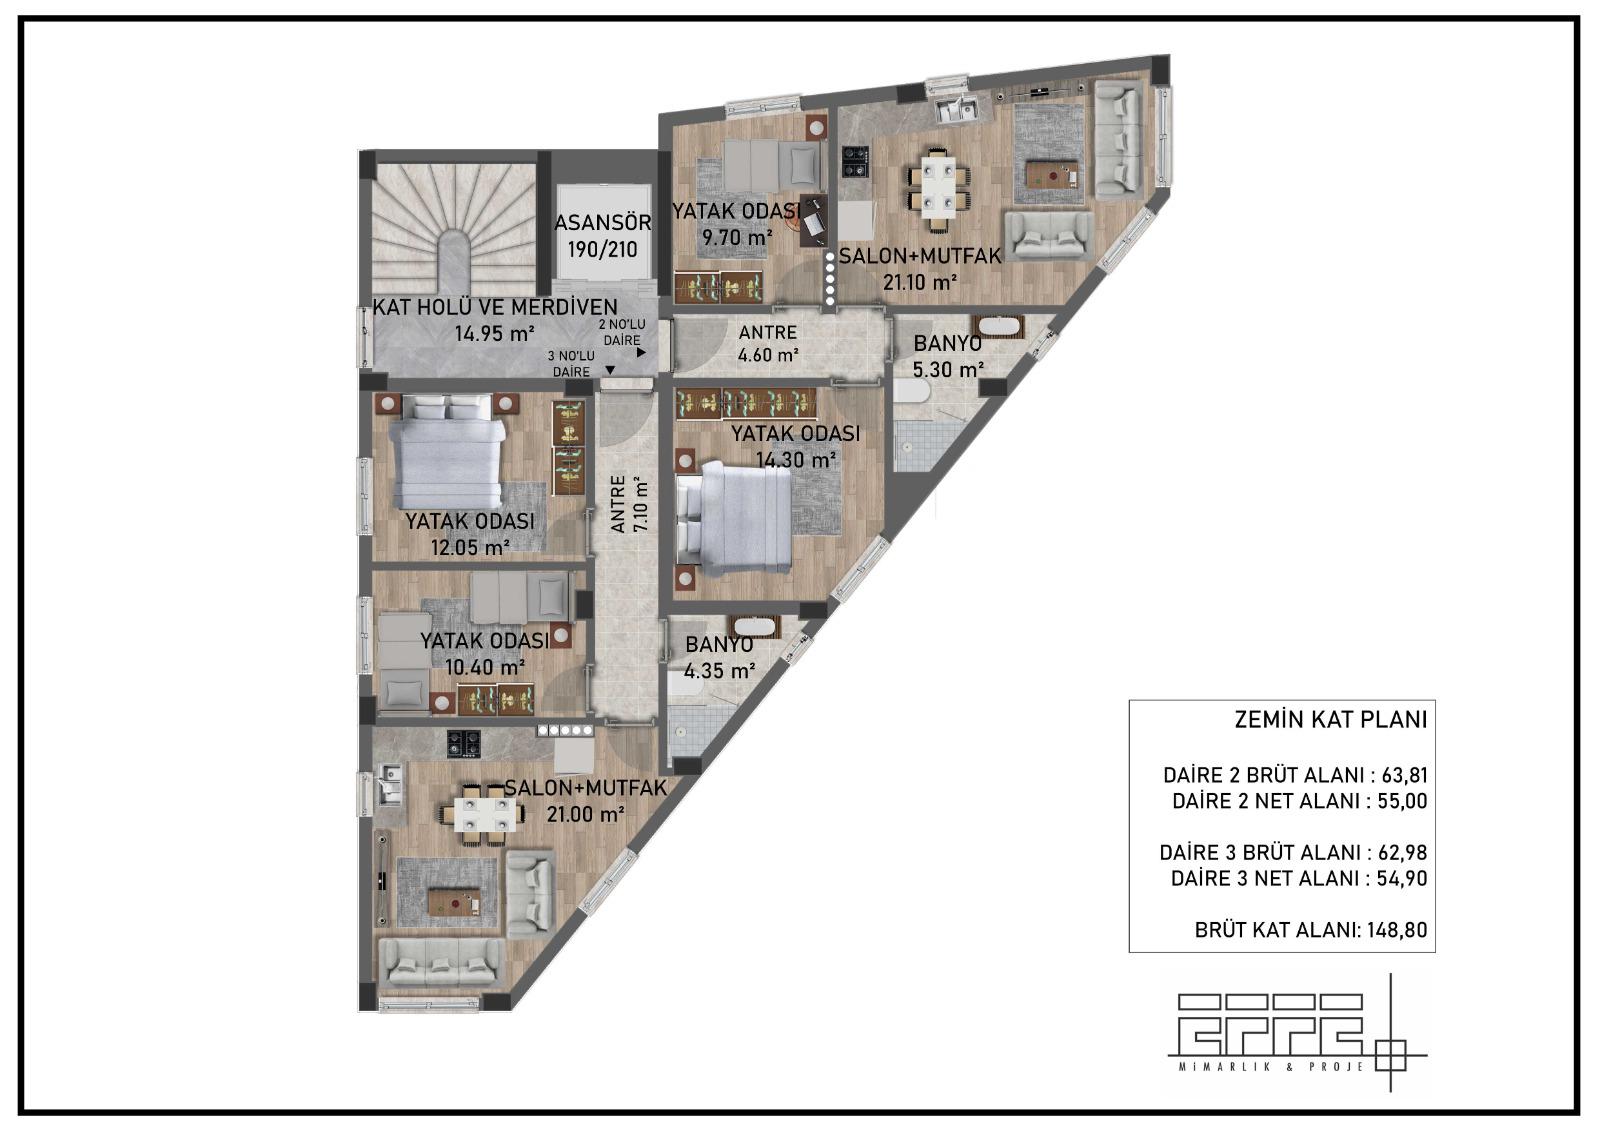 ASANSÖR
190/210
YATAK ODASI
9.70 m²
SALON+MUTFAK
21.10 m²
KAT HOLÜ VE MERDİVEN
14.95 m²
2 NO'LU
DAİRE
3 NO'LU
DAİRE
ANTRE
4.60 m²
BANYO
5.30 m²
YATAK ODASI
14.30 m²
YATAK ODASI
12.05 m²
ANTRE
7.10 m²
YATAK ODASI
10.40 m²
BANYO
4.35 m²
SALON+MUTFAK
21.00 m²
ZEMİN KAT PLANI
DAİRE 2 BRÜT ALANI : 63,81
DAİRE 2 NET ALANI : 55,00
DAİRE 3 BRÜT ALANI : 62,98
DAİRE 3 NET ALANI : 54,90
BRÜT KAT ALANI: 148,80
EFFE
MİMARLIK & PROJE